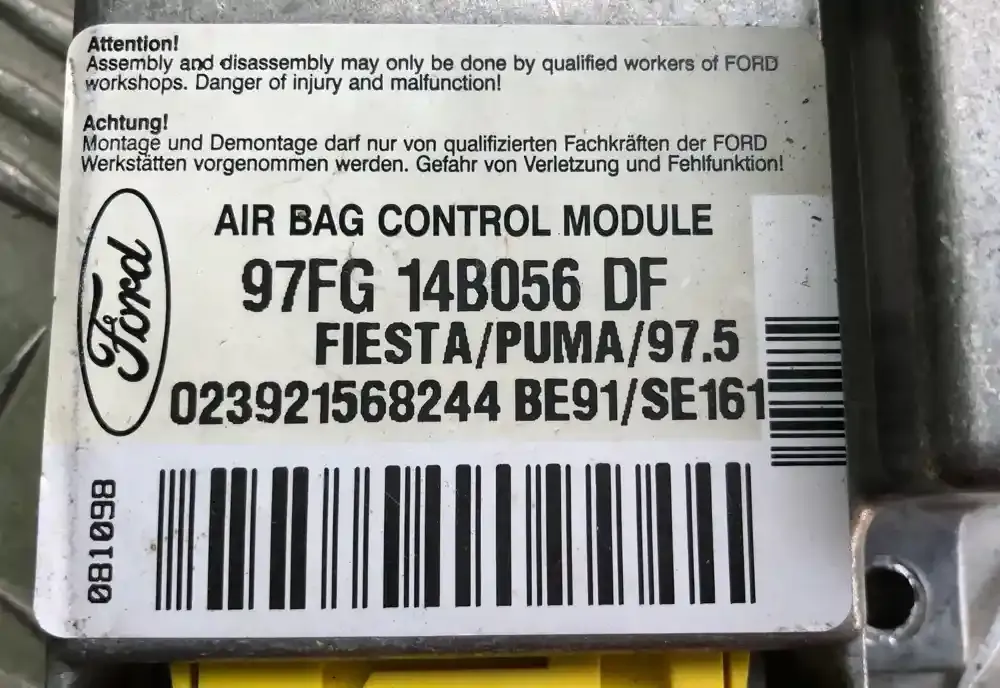 Attention!
Assembly and disassembly may only be done by qualified workers of FORD
workshops. Danger of injury and malfunction!
Achtung!
Montage und Demontage darf nur von qualifizierten Fachkräften der FORD
Werkstätten vorgenommen werden. Gefahr von Verletzung und Fehlfunktion!
Ford
AIR BAG CONTROL MODULE
97FG 14B056 DF
FIESTA/PUMA/97.5
023921568244 BE91/SE161
081098